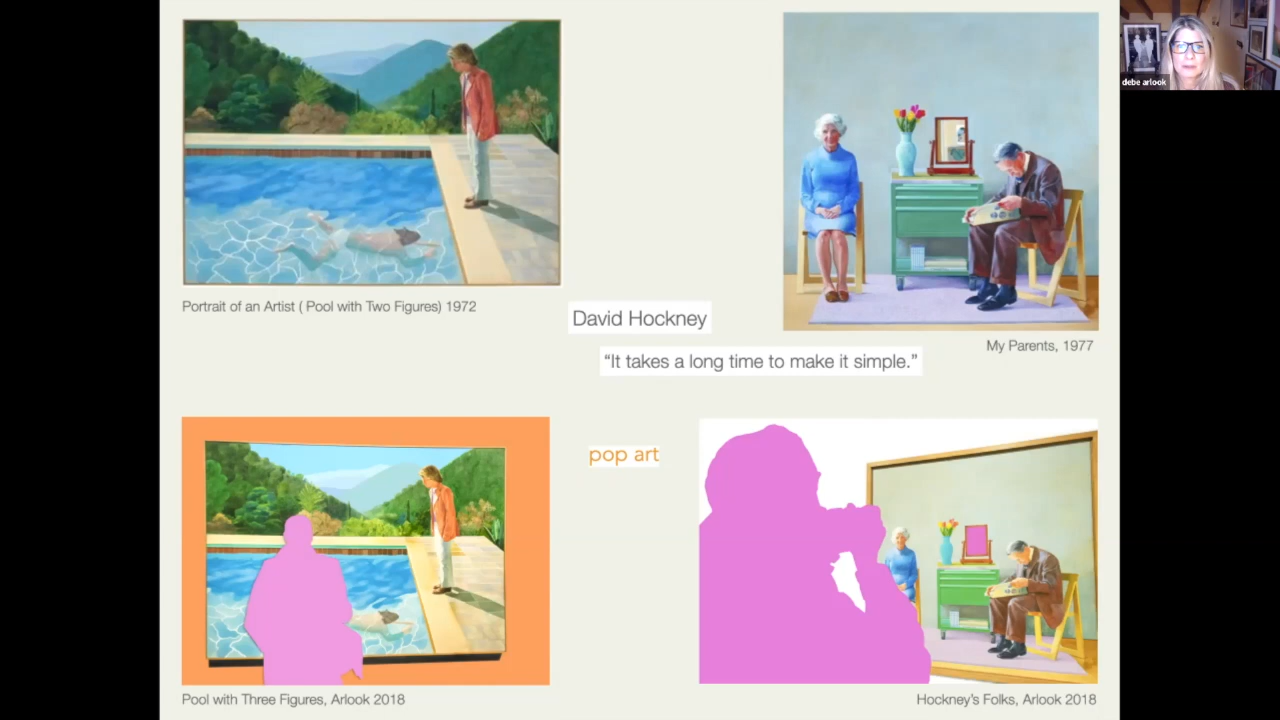 debe arlook
Portrait of an Artist ( Pool with Two Figures) 1972
David Hockney
My Parents, 1977
“It takes a long time to make it simple.”
pop art
Pool with Three Figures, Arlook 2018
Hockney’s Folks, Arlook 2018